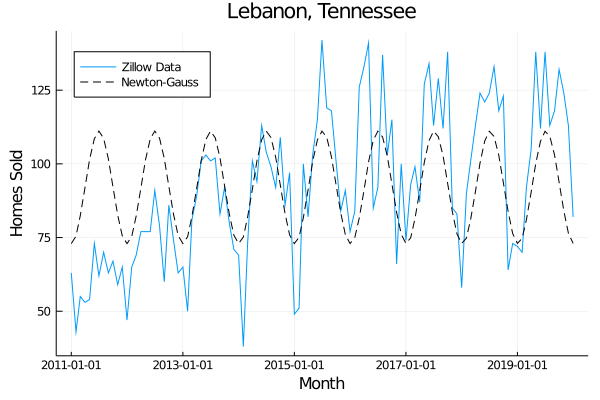 Lebanon, Tennessee
Zillow Data
Newton-Gauss
Homes Sold
125
100
75
50
2011-01-01 2013-01-01 2015-01-01 2017-01-01 2019-01-01
Month